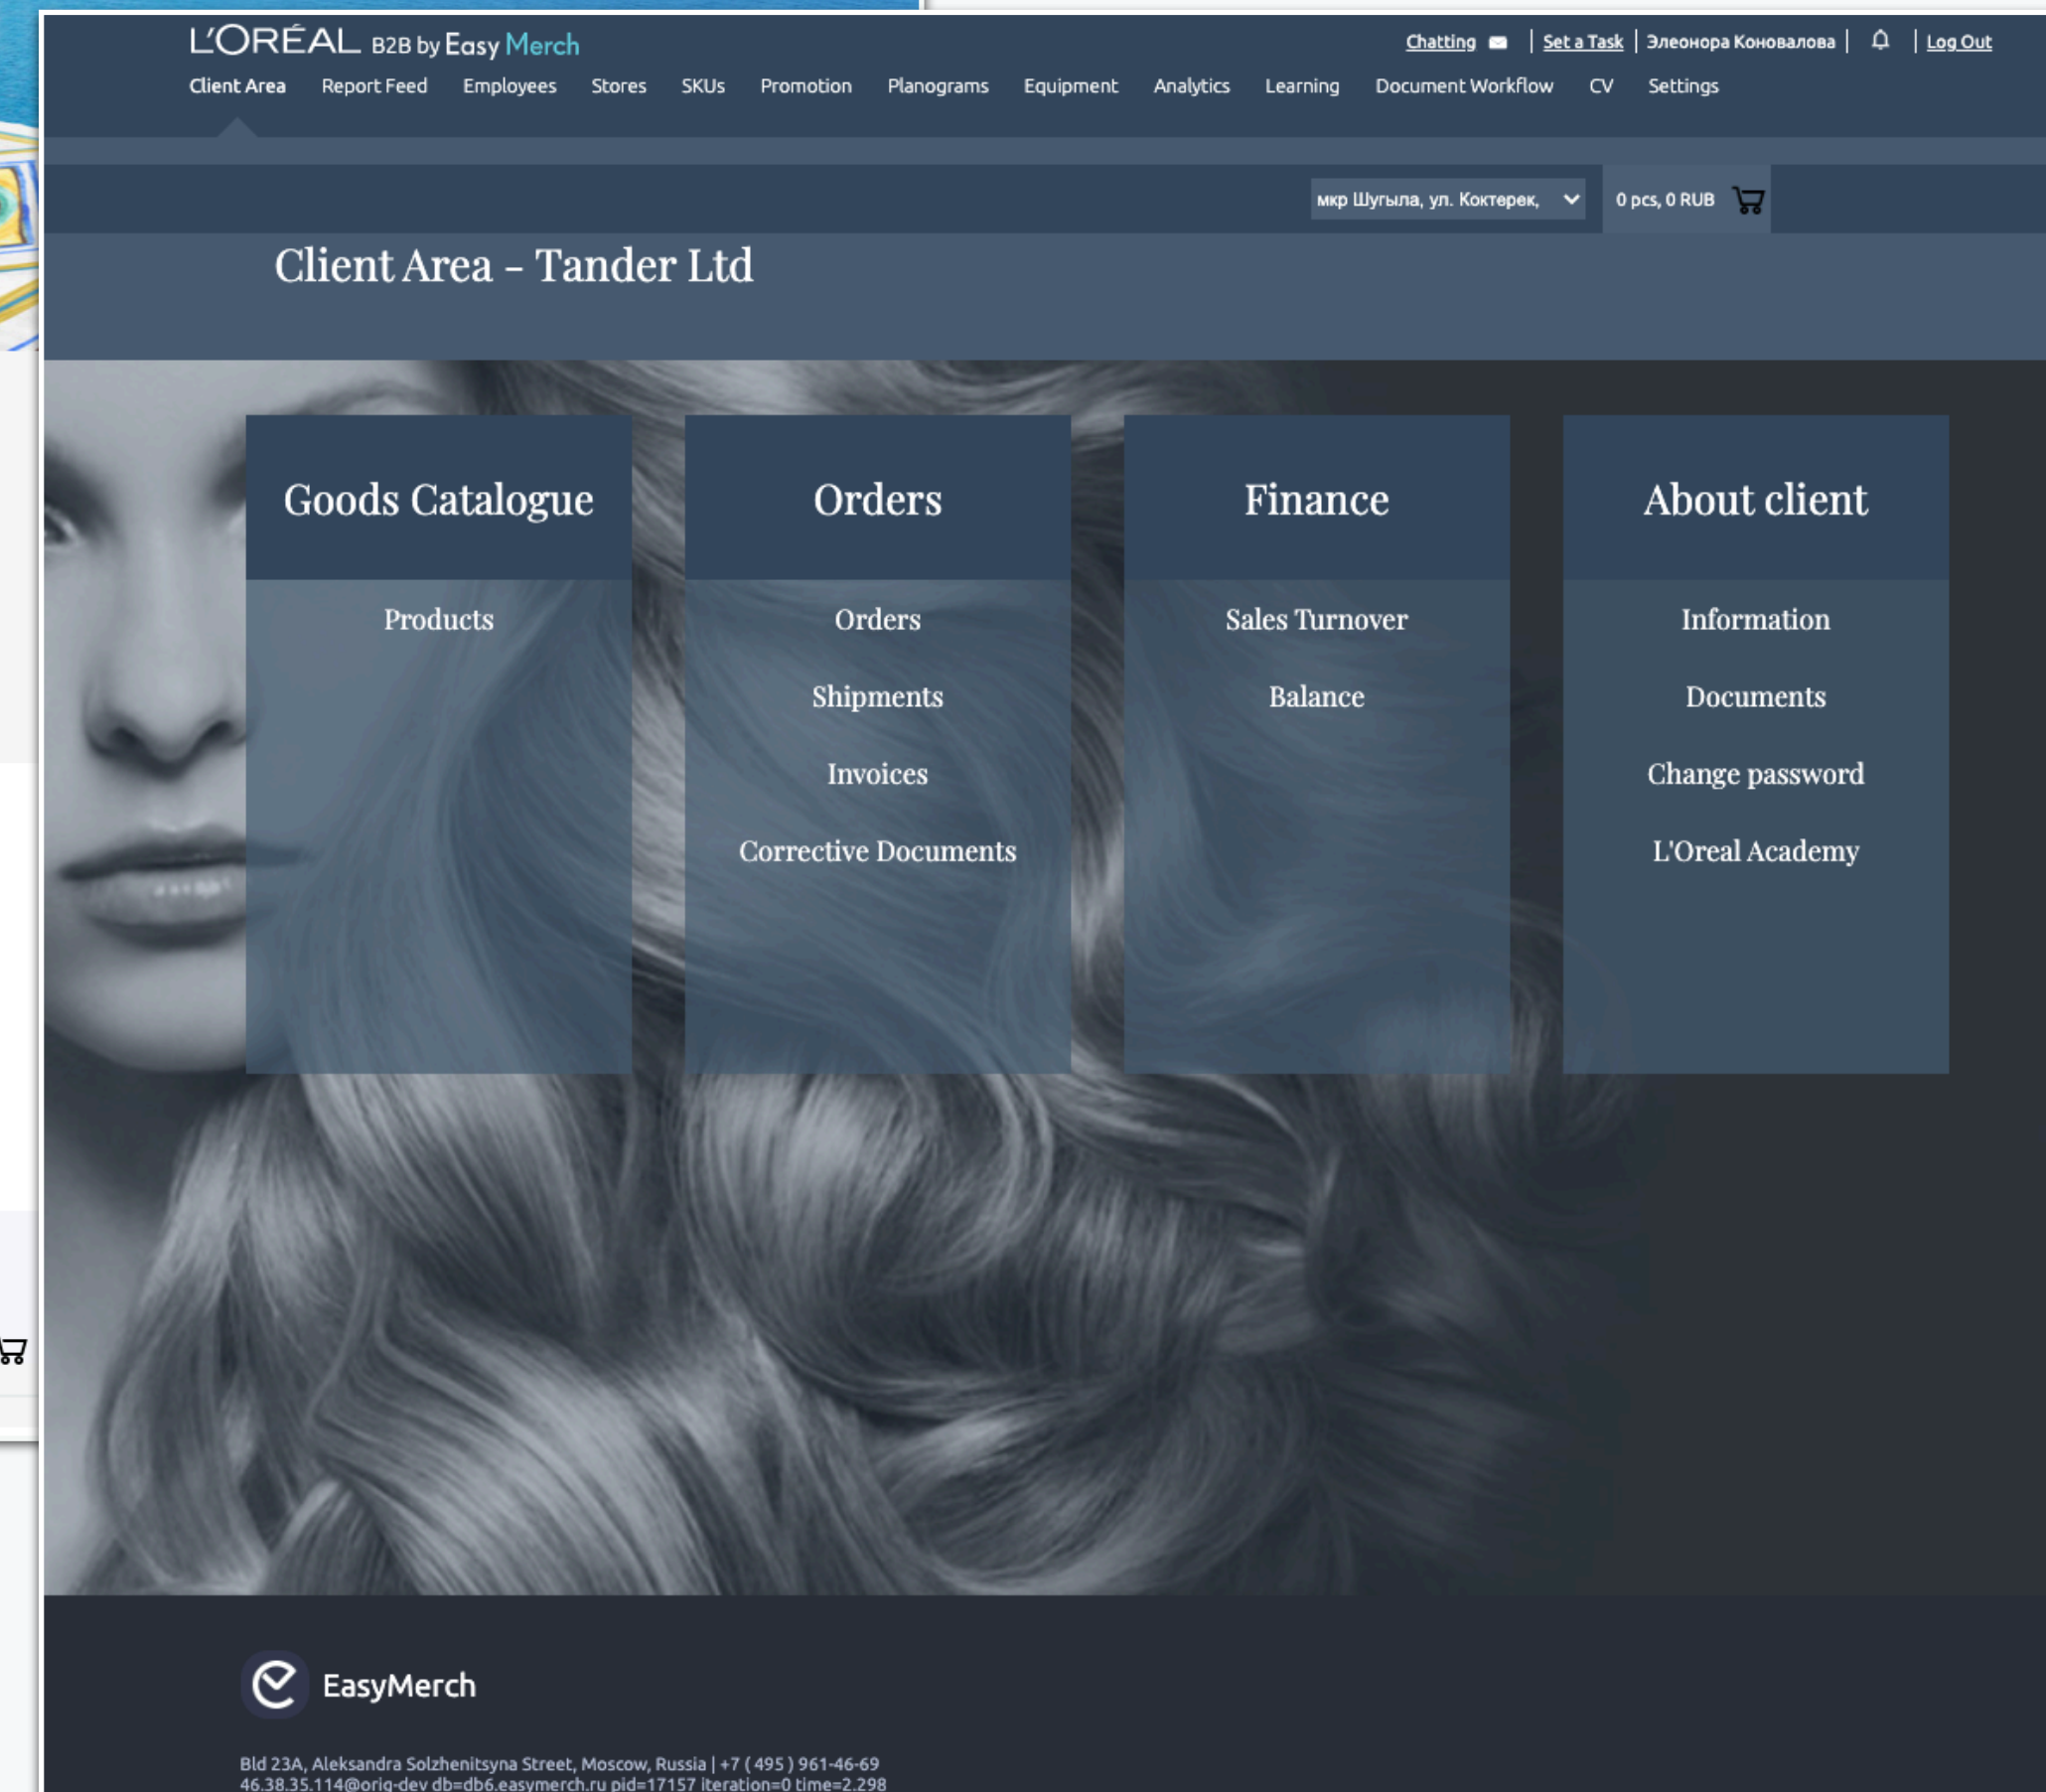 L'ORÉAL B2B by Easy Merch
Chatting | Set a Task | Элеонора Коновалова | | Log Out
Client Area Report Feed Employees Stores SKUs Promotion Planograms Equipment Analytics Learning Document Workflow CV Settings
мкр Шугыла, ул. Коктерек, 0 pcs, 0 RUB
Client Area - Tander Ltd
Goods Catalogue
Products
Orders
Orders
Shipments
Invoices
Corrective Documents
Finance
Sales Turnover
Balance
About client
Information
Documents
Change password
L'Oreal Academy
EasyMerch
Bld 23A, Aleksandra Solzhenitsyna Street, Moscow, Russia | +7 ( 495 ) 961-46-69
46.38.35.114@orig-dev db=db6.easymerch.ru pid=17157 iteration=0 time=2.298